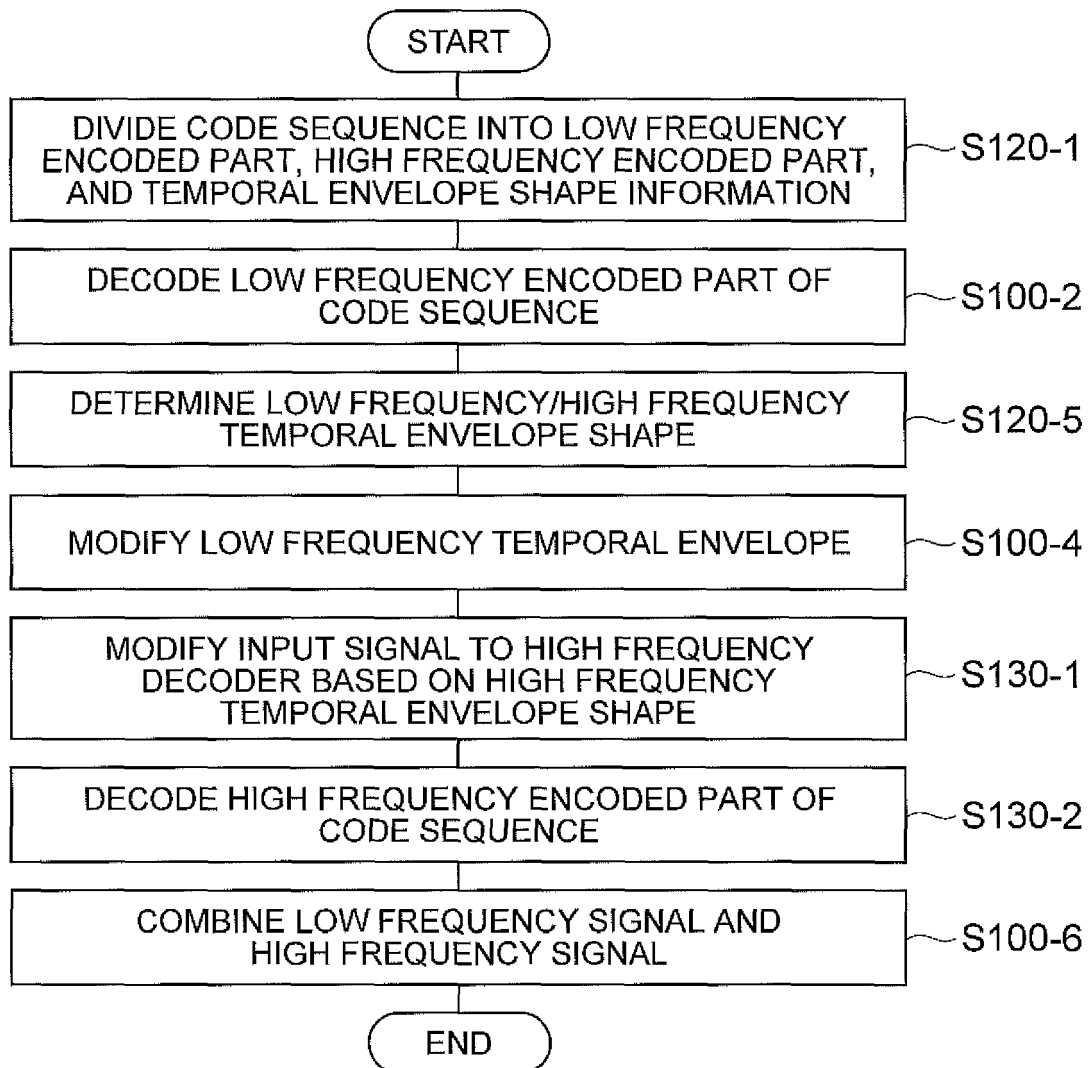 START
DIVIDE CODE SEQUENCE INTO LOW FREQUENCY
ENCODED PART, HIGH FREQUENCY ENCODED PART,
AND TEMPORAL ENVELOPE SHAPE INFORMATION
S120-1
DECODE LOW FREQUENCY ENCODED PART OF
CODE SEQUENCE
S100-2
DETERMINE LOW FREQUENCY/HIGH FREQUENCY
TEMPORAL ENVELOPE SHAPE
S120-5
MODIFY LOW FREQUENCY TEMPORAL ENVELOPE
S100-4
MODIFY INPUT SIGNAL TO HIGH FREQUENCY
DECODER BASED ON HIGH FREQUENCY
TEMPORAL ENVELOPE SHAPE
S130-1
DECODE HIGH FREQUENCY ENCODED PART OF
CODE SEQUENCE
S130-2
COMBINE LOW FREQUENCY SIGNAL AND
HIGH FREQUENCY SIGNAL
S100-6
END